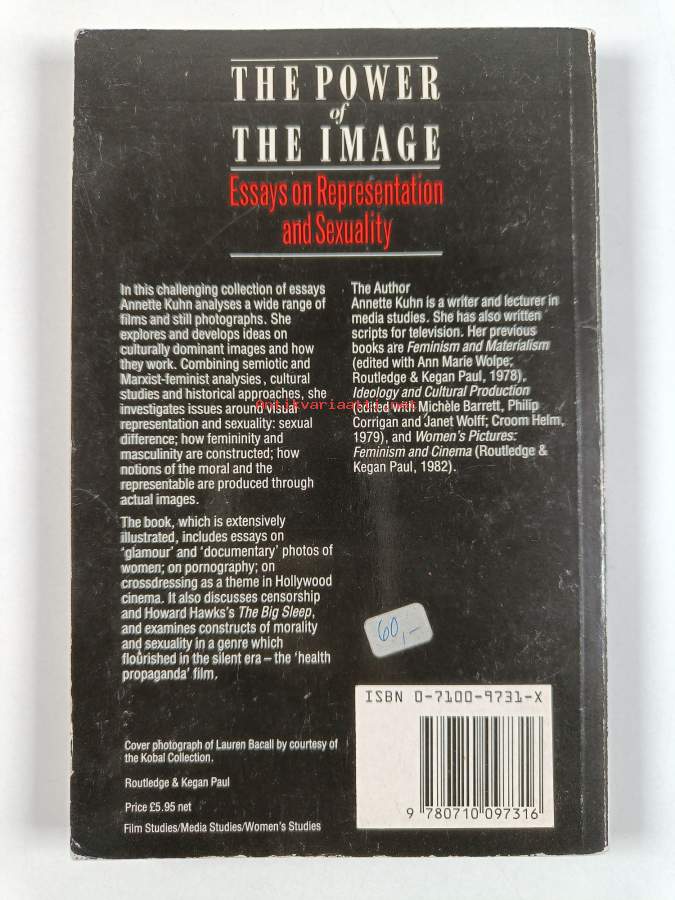 THE POWER
of
THE IMAGE
Essays on Representation
and Sexuality
In this challenging collection of essays
Annette Kuhn analyses a wide range of
films and still photographs. She
explores and develops ideas on
culturally dominant images and how
they work. Combining semiotic and
Marxist-feminist analysies, cultural
studies and historical approaches, she
investigates issues around visual
representation and sexuality: sexual
difference; how femininity and
masculinity are constructed; how
notions of the moral and the
representable are produced through
actual images.
The book, which is extensively
illustrated, includes essays on
'glamour' and 'documentary' photos of
women; on pornography; on
crossdressing as a theme in Hollywood
cinema. It also discusses censorship
and Howard Hawks's The Big Sleep,
and examines constructs of morality
and sexuality in a genre which
flourished in the silent era – the 'health
propaganda' film.
The Author
Annette Kuhn is a writer and lecturer in
media studies. She has also written
scripts for television. Her previous
books are Feminism and Materialism
(edited with Ann Marie Wolpe;
Routledge & Kegan Paul, 1978),
Ideology and Cultural Production
(edited with Michèle Barrett, Philip
Corrigan and Janet Wolff; Croom Helm,
1979), and Women's Pictures:
Feminism and Cinema (Routledge &
Kegan Paul, 1982).
Antikvariaatti.net
60,–
Cover photograph of Lauren Bacall by courtesy of
the Kobal Collection.
Routledge & Kegan Paul
Price £5.95 net
Film Studies/Media Studies/Women's Studies
ISBN 0-7100-9731-X
9 780710 097316